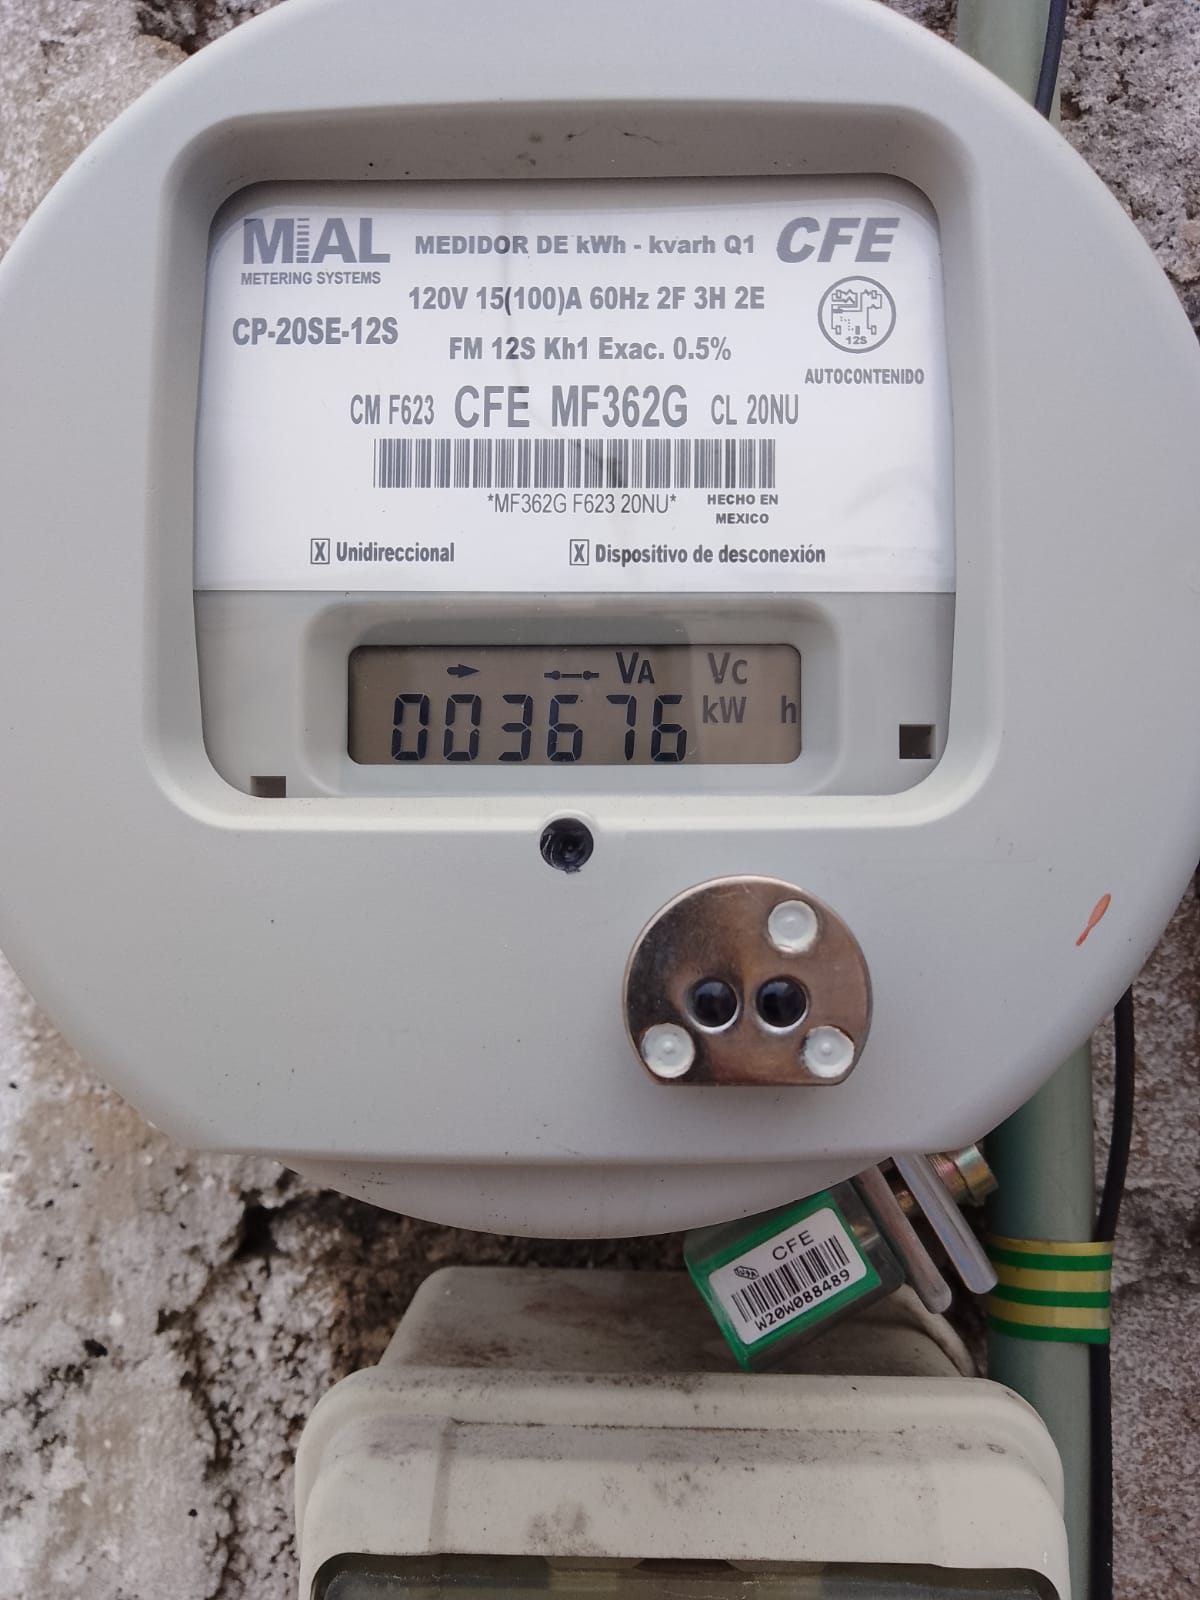 MIAL
METERING SYSTEMS
MEDIDOR DE kWh - kvarh Q1
CFE
120V 15(100)A 60Hz 2F 3H 2E
CP-20SE-12S
FM 12S Kh1 Exac. 0.5%
12S
AUTOCONTENIDO
CM F623 CFE MF362G CL 20NU
*MF362G F623 20NU*
HECHO EN
MEXICO
X Unidireccional
X Dispositivo de desconexión
VA VC
003676 kW h
CFE
W20W088489